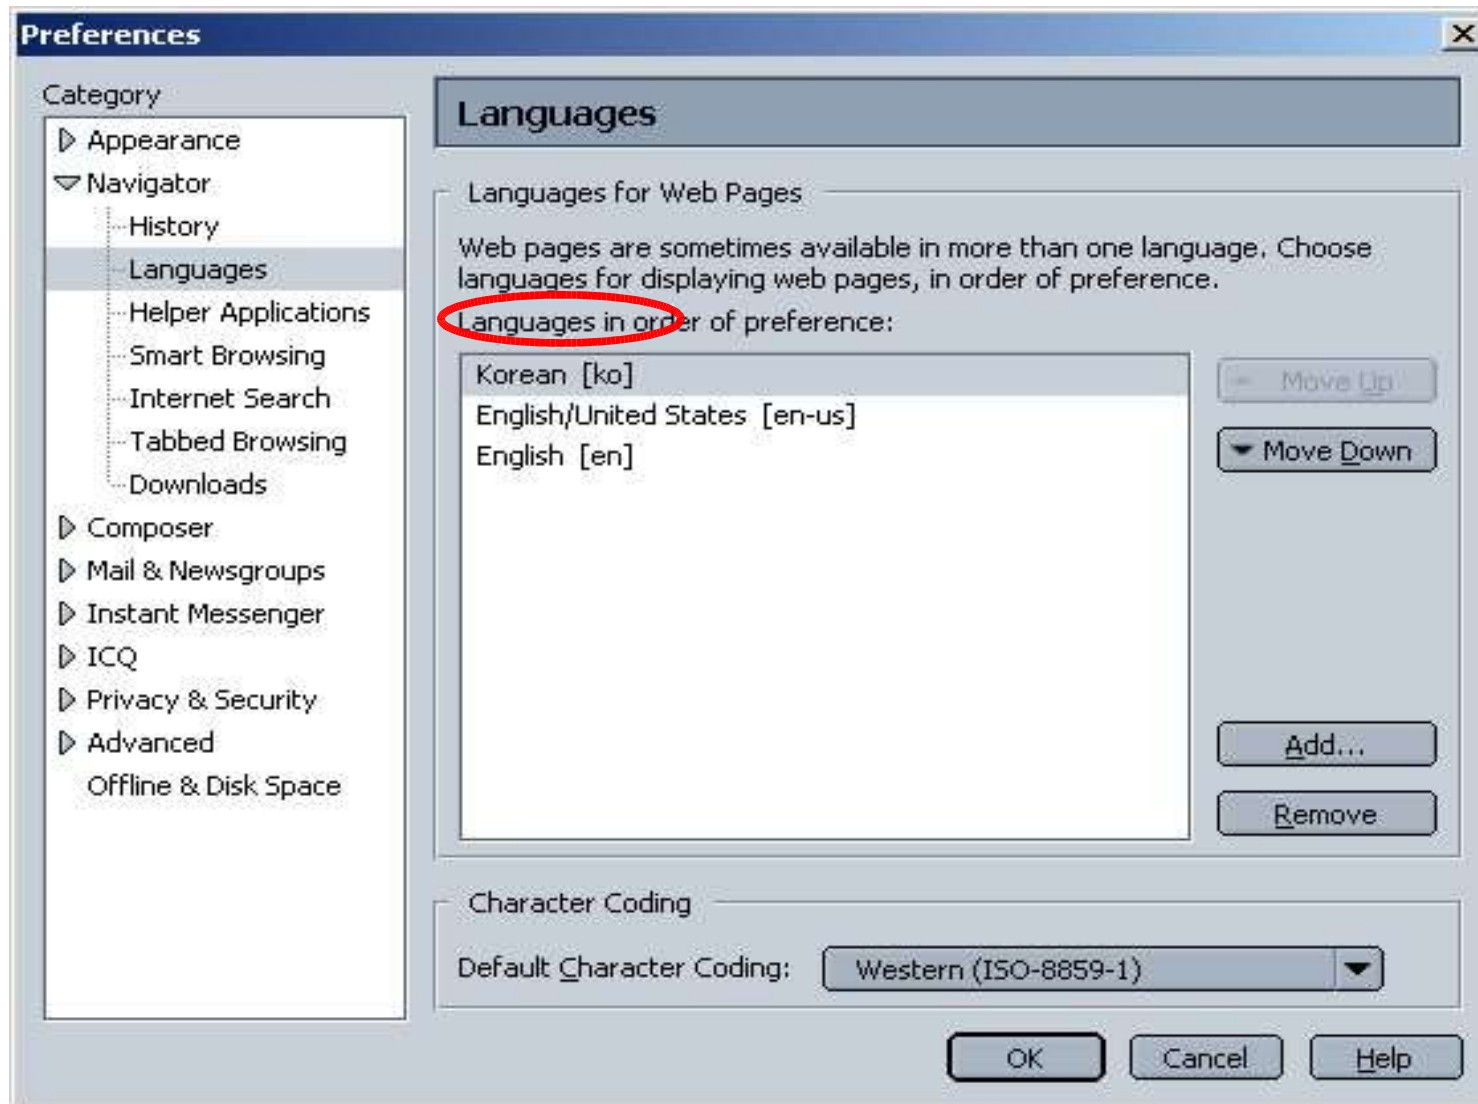 Preferences
Category
Appearance
Navigator
History
Languages
Helper Applications
Smart Browsing
Internet Search
Tabbed Browsing
Downloads
Composer
Mail & Newsgroups
Instant Messenger
ICQ
Privacy & Security
Advanced
Offline & Disk Space
Languages
Languages for Web Pages
Web pages are sometimes available in more than one language. Choose
languages for displaying web pages, in order of preference.
Languages in order of preference:
Korean [ko]
English/United States [en-us]
English [en]
Move Up
Move Down
Add...
Remove
Character Coding
Default Character Coding: Western (ISO-8859-1)
OK Cancel Help